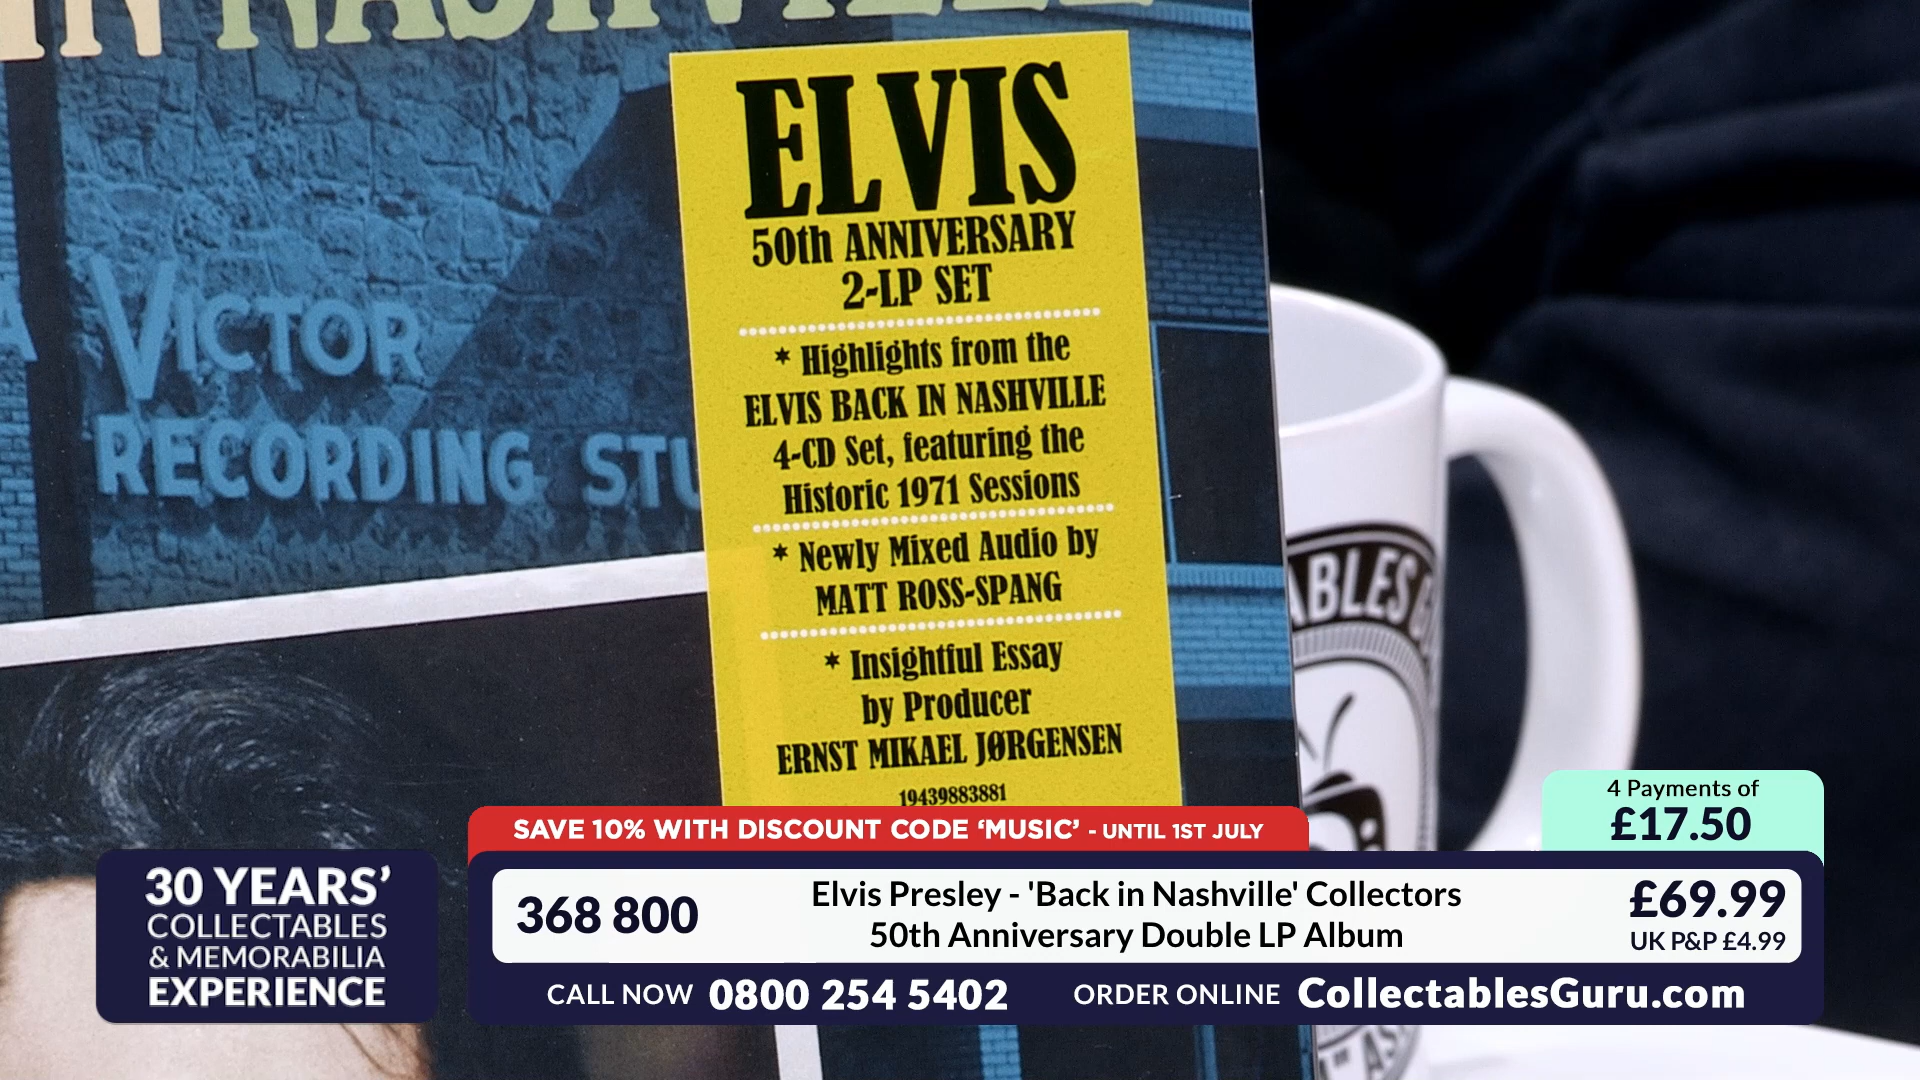 IN NASHVILLE
VICTOR
RECORDING
ELVIS
50th ANNIVERSARY
2-LP SET
* Highlights from the
ELVIS BACK IN NASHVILLE
4-CD Set, featuring the
Historic 1971 Sessions
* Newly Mixed Audio by
MATT ROSS-SPANG
* Insightful Essay
by Producer
ERNST MIKAEL JØRGENSEN
19439883881
4 Payments of
£17.50
SAVE 10% WITH DISCOUNT CODE ‘MUSIC’ - UNTIL 1ST JULY
30 YEARS’
COLLECTABLES
& MEMORABILIA
EXPERIENCE
368 800
Elvis Presley - 'Back in Nashville' Collectors
50th Anniversary Double LP Album
£69.99
UK P&P £4.99
CALL NOW 0800 254 5402
ORDER ONLINE CollectablesGuru.com